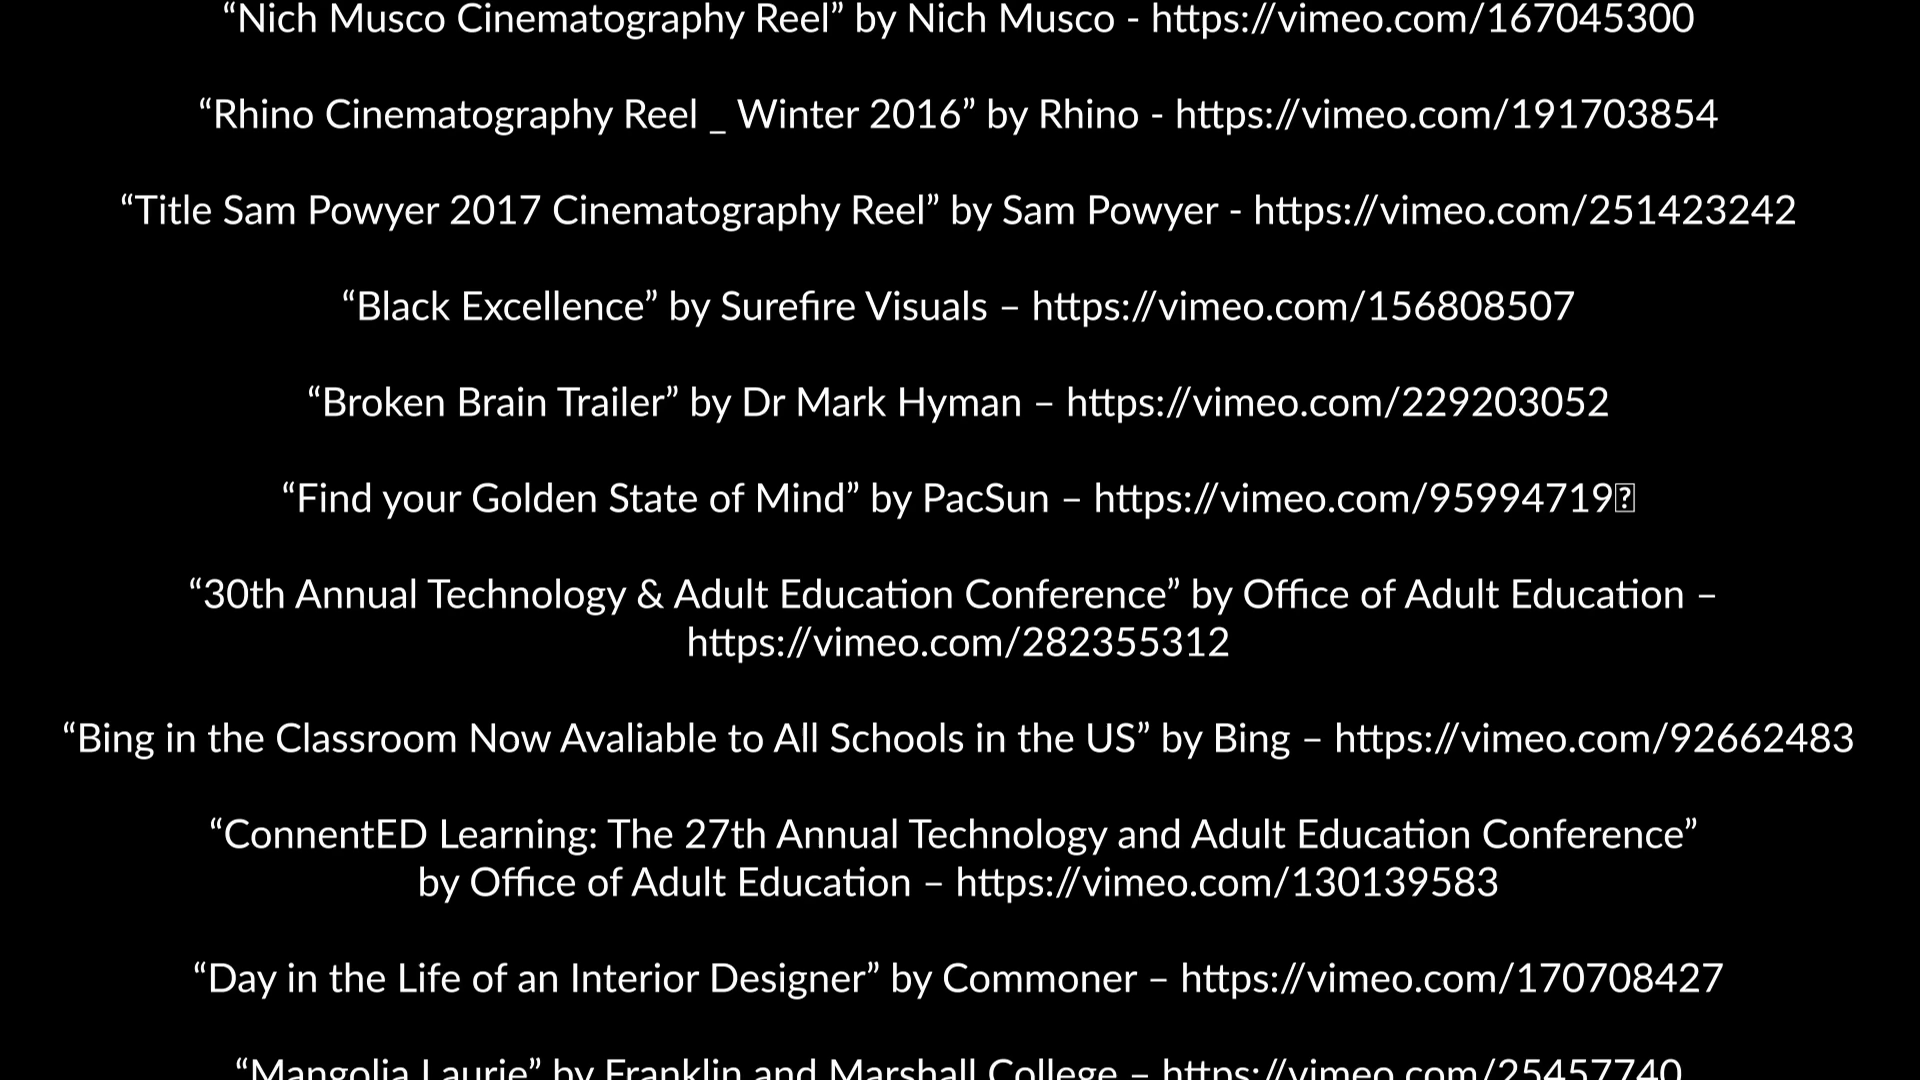 “Nich Musco Cinematography Reel” by Nich Musco - https://vimeo.com/167045300
“Rhino Cinematography Reel _ Winter 2016” by Rhino - https://vimeo.com/191703854
“Title Sam Powyer 2017 Cinematography Reel” by Sam Powyer - https://vimeo.com/251423242
“Black Excellence” by Surefire Visuals – https://vimeo.com/156808507
“Broken Brain Trailer” by Dr Mark Hyman – https://vimeo.com/229203052
“Find your Golden State of Mind” by PacSun – https://vimeo.com/95994719
“30th Annual Technology & Adult Education Conference” by Office of Adult Education –
https://vimeo.com/282355312
“Bing in the Classroom Now Avaliable to All Schools in the US” by Bing – https://vimeo.com/92662483
“ConnentED Learning: The 27th Annual Technology and Adult Education Conference”
by Office of Adult Education – https://vimeo.com/130139583
“Day in the Life of an Interior Designer” by Commoner – https://vimeo.com/170708427
“Mangolia Laurie” by Franklin and Marshall College – https://vimeo.com/25457740